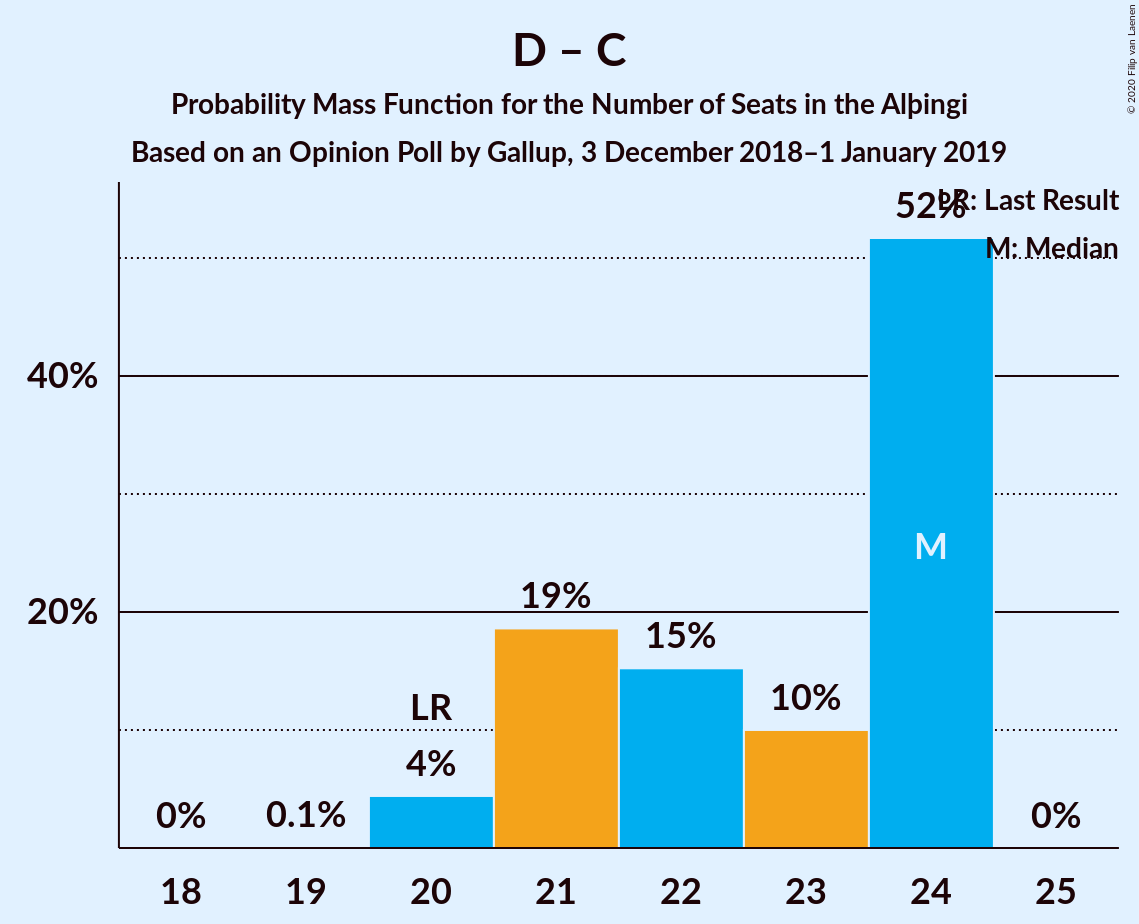 D – C
Probability Mass Function for the Number of Seats in the Alþingi
Based on an Opinion Poll by Gallup, 3 December 2018–1 January 2019
© 2020 Filip van Laenen
LR: Last Result
M: Median
52%
40%
M
20%
19%
15%
LR
10%
4%
0%
0.1%
0%
18 19 20 21 22 23 24 25